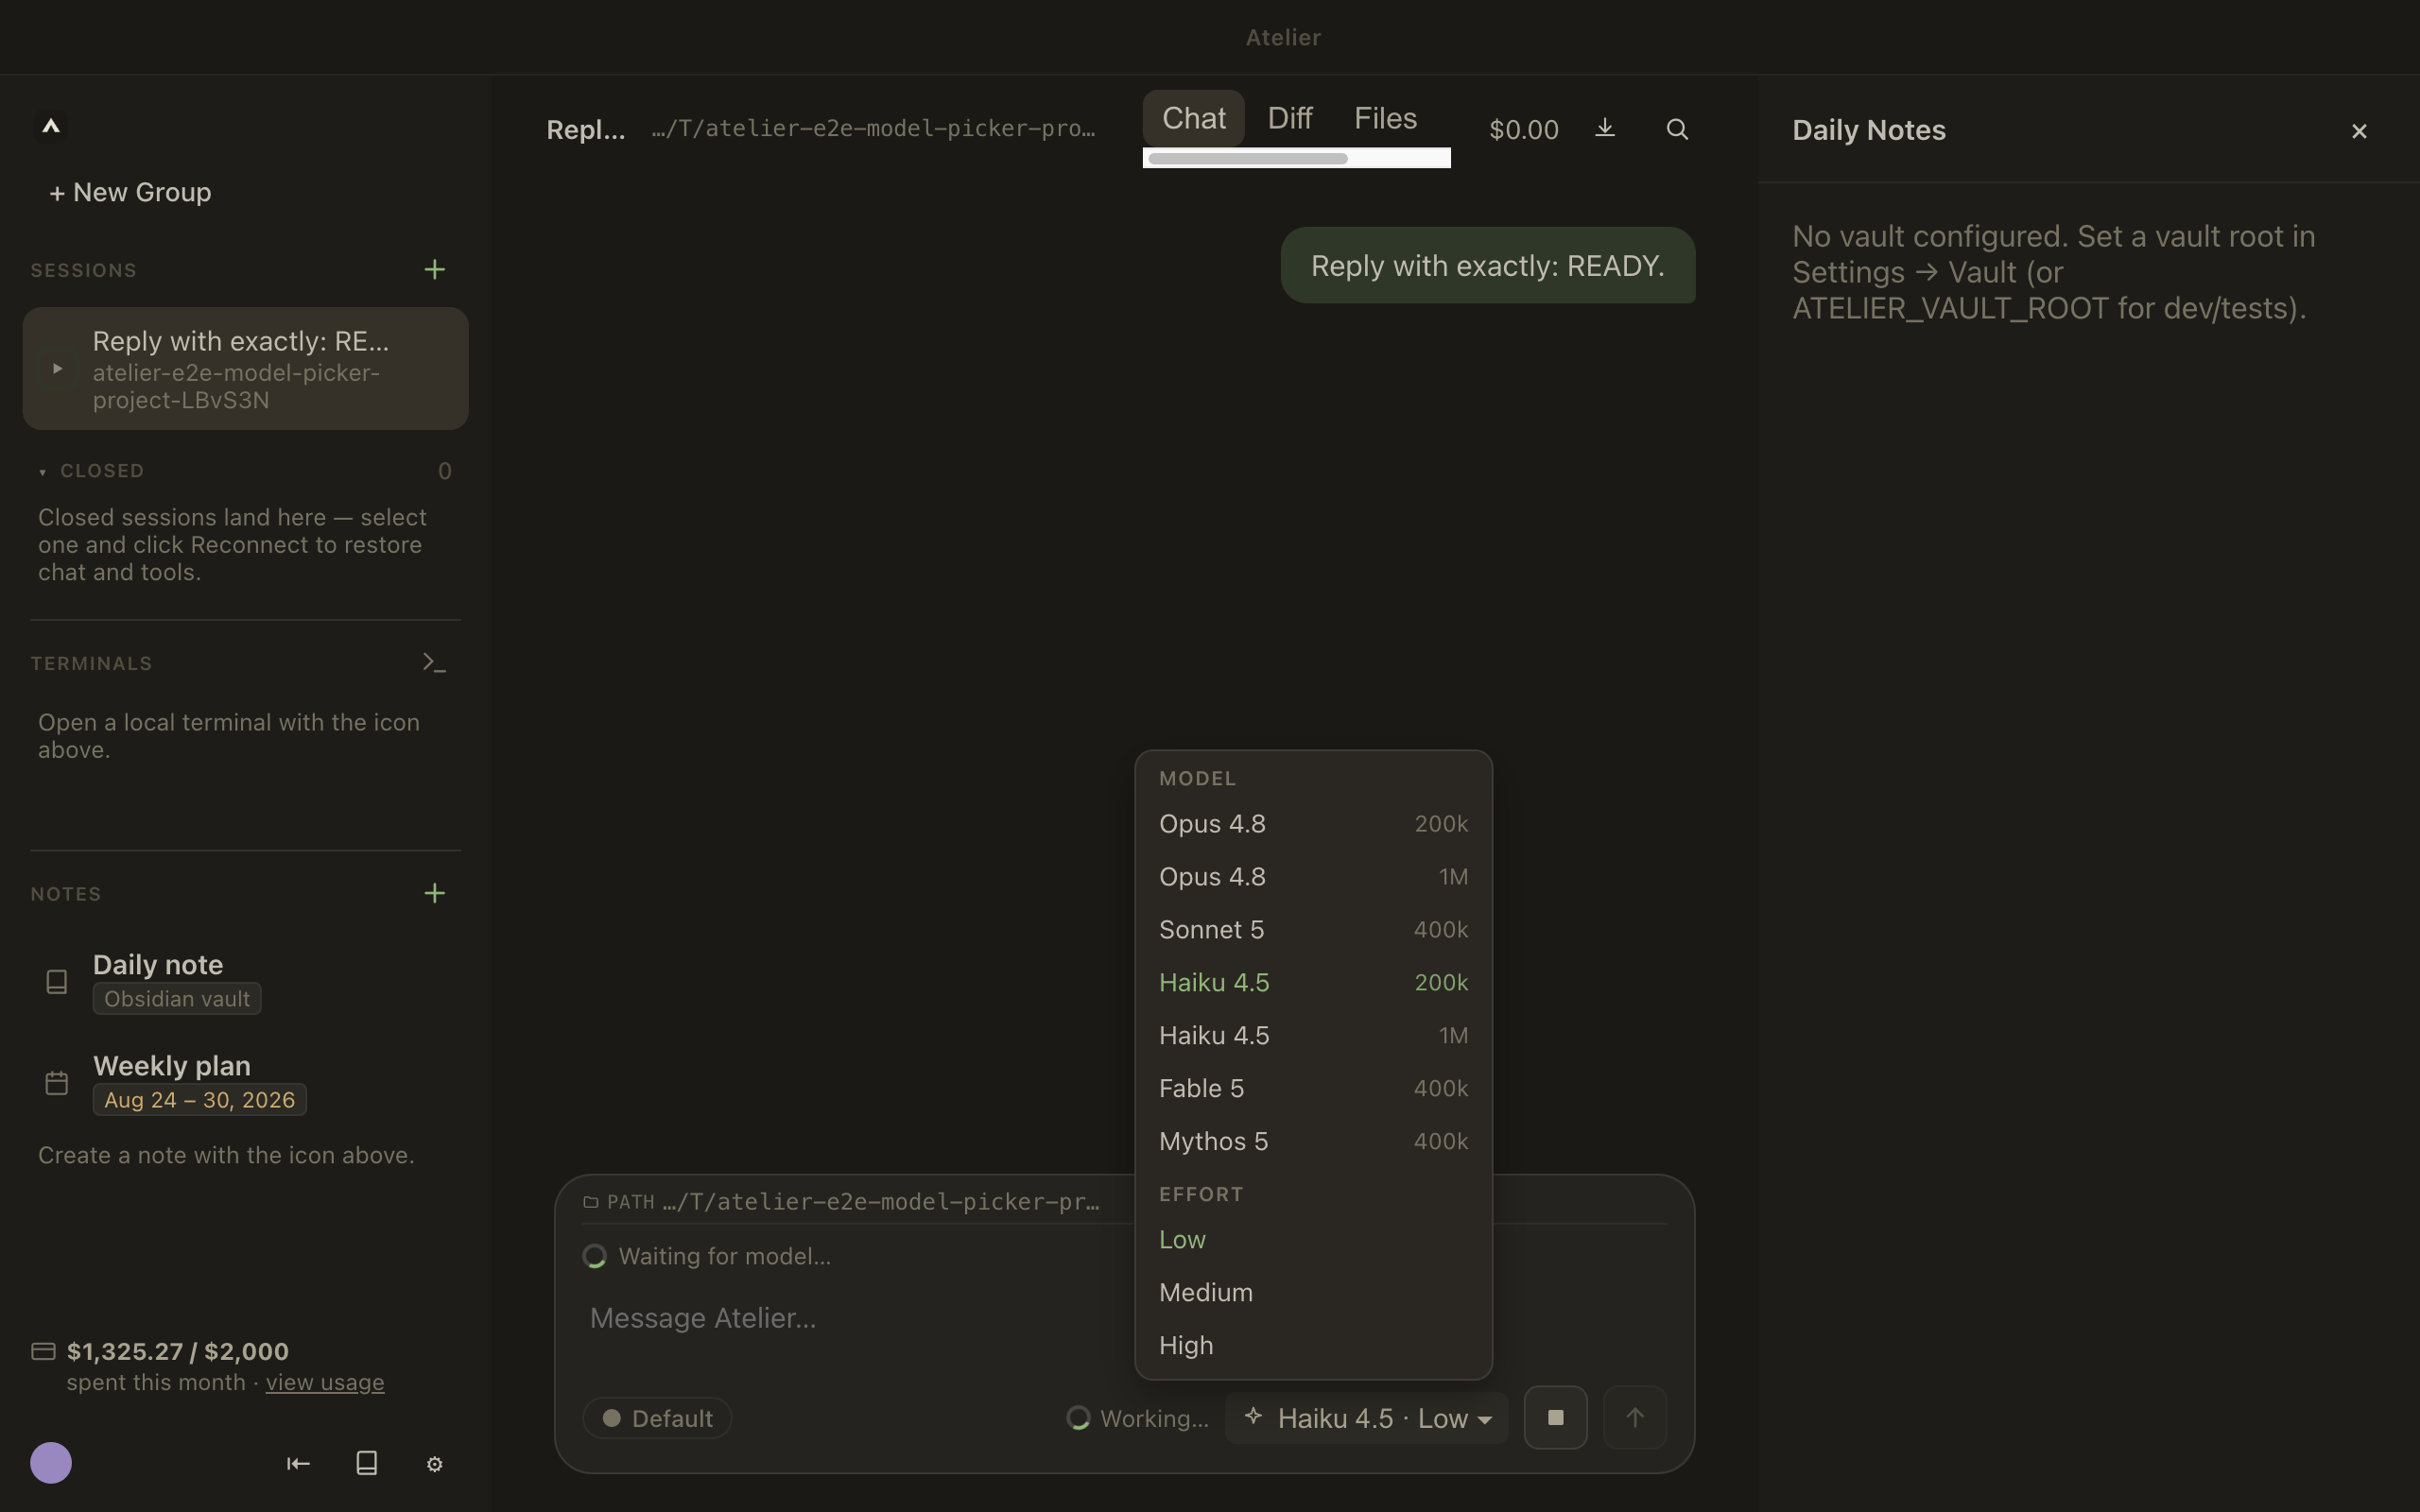 Atelier
+ New Group
SESSIONS
Reply with exactly: RE...
atelier-e2e-model-picker-
project-LBvS3N
CLOSED 0
Closed sessions land here — select
one and click Reconnect to restore
chat and tools.
TERMINALS
Open a local terminal with the icon
above.
NOTES
Daily note
Obsidian vault
Weekly plan
Aug 24 – 30, 2026
Create a note with the icon above.
$1,325.27 / $2,000
spent this month · view usage
Repl... …/T/atelier-e2e-model-picker-pro… Chat Diff Files $0.00
Reply with exactly: READY.
MODEL
Opus 4.8 200k
Opus 4.8 1M
Sonnet 5 400k
Haiku 4.5 200k
Haiku 4.5 1M
Fable 5 400k
Mythos 5 400k
EFFORT
Low
Medium
High
PATH …/T/atelier-e2e-model-picker-pr…
Waiting for model...
Message Atelier...
Default
Working... Haiku 4.5 · Low
Daily Notes
No vault configured. Set a vault root in
Settings → Vault (or
ATELIER_VAULT_ROOT for dev/tests).